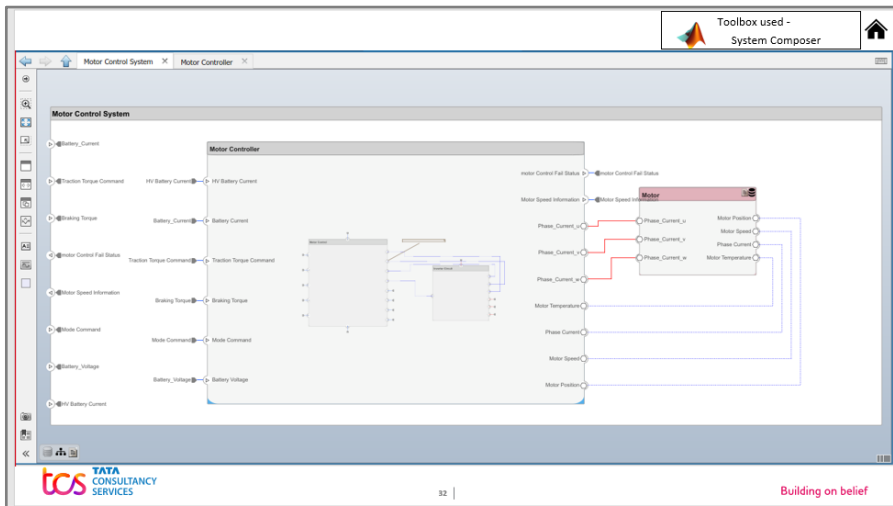 Toolbox used -
System Composer
Motor Control System
Motor Controller
Motor Control System
Battery_Current
Traction Torque Command
Braking Torque
motor Control Fail Status
Motor Speed Information
Mode Command
Battery_Voltage
HV Battery Current
HV Battery Current
Battery_Current
Traction Torque Command
Braking Torque
Mode Command
Battery_Voltage
Motor Controller
HV Battery Current
Battery Current
Traction Torque Command
Braking Torque
Mode Command
Battery Voltage
motor Control Fail Status
Motor Speed Information
Phase_Current_u
Phase_Current_v
Phase_Current_w
Motor Temperature
Phase Current
Motor Speed
Motor Position
motor Control Fail Status
Motor Speed Information
Motor
Phase_Current_u
Phase_Current_v
Phase_Current_w
Motor Position
Motor Speed
Phase Current
Motor Temperature
tcs
TATA
CONSULTANCY
SERVICES
32
Building on belief